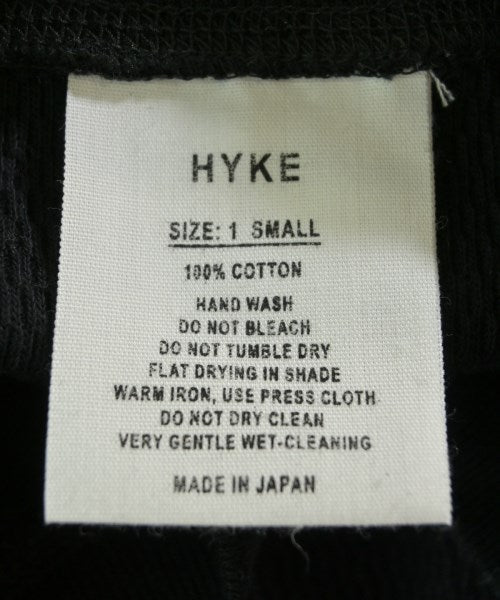 HYKE
SIZE: 1 SMALL
100% COTTON
HAND WASH
DO NOT BLEACH
DO NOT TUMBLE DRY
FLAT DRYING IN SHADE
WARM IRON, USE PRESS CLOTH
DO NOT DRY CLEAN
VERY GENTLE WET-CLEANING
MADE IN JAPAN